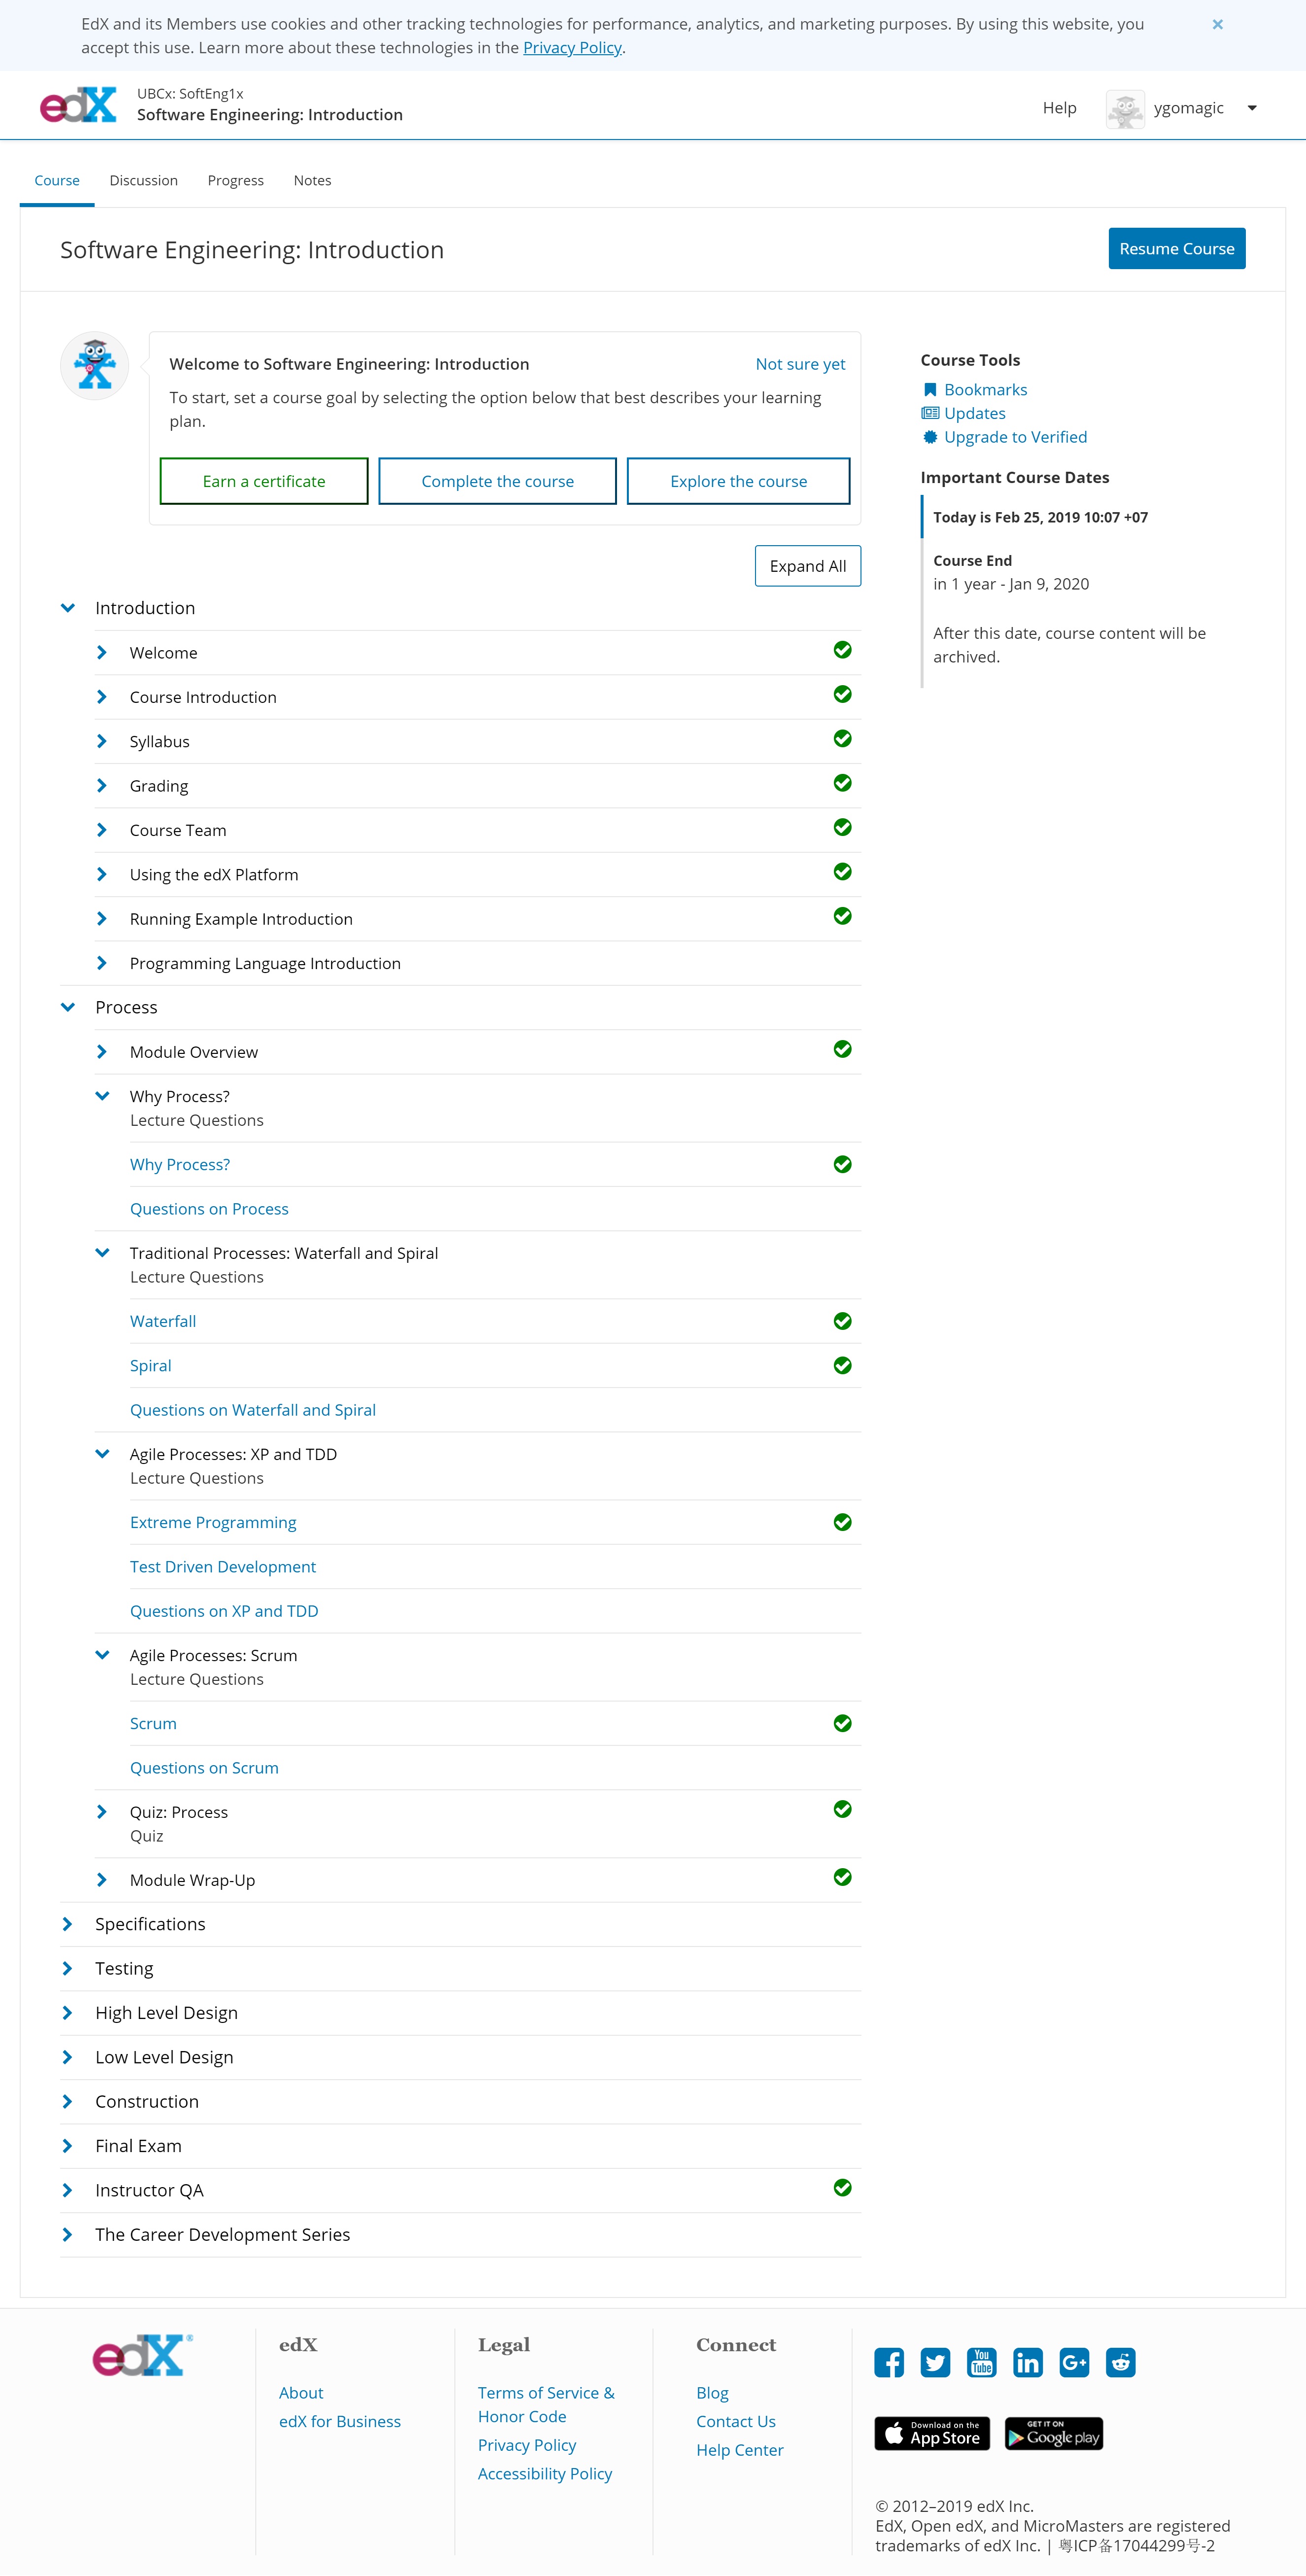 EdX and its Members use cookies and other tracking technologies for performance, analytics, and marketing purposes. By using this website, you
accept this use. Learn more about these technologies in the Privacy Policy.
edX
UBCx: SoftEng1x
Software Engineering: Introduction
Help
ygomagic
Course
Discussion
Progress
Notes
Software Engineering: Introduction
Resume Course
Welcome to Software Engineering: Introduction
Not sure yet
To start, set a course goal by selecting the option below that best describes your learning
plan.
Earn a certificate
Complete the course
Explore the course
Expand All
Course Tools
Bookmarks
Updates
Upgrade to Verified
Important Course Dates
Today is Feb 25, 2019 10:07 +07
Course End
in 1 year - Jan 9, 2020
After this date, course content will be
archived.
Introduction
Welcome
Course Introduction
Syllabus
Grading
Course Team
Using the edX Platform
Running Example Introduction
Programming Language Introduction
Process
Module Overview
Why Process?
Lecture Questions
Why Process?
Questions on Process
Traditional Processes: Waterfall and Spiral
Lecture Questions
Waterfall
Spiral
Questions on Waterfall and Spiral
Agile Processes: XP and TDD
Lecture Questions
Extreme Programming
Test Driven Development
Questions on XP and TDD
Agile Processes: Scrum
Lecture Questions
Scrum
Questions on Scrum
Quiz: Process
Quiz
Module Wrap-Up
Specifications
Testing
High Level Design
Low Level Design
Construction
Final Exam
Instructor QA
The Career Development Series
edX®
edX
About
edX for Business
Legal
Terms of Service &
Honor Code
Privacy Policy
Accessibility Policy
Connect
Blog
Contact Us
Help Center
You
Tube
in
G+
Download on the
App Store
GET IT ON
Google play
© 2012–2019 edX Inc.
EdX, Open edX, and MicroMasters are registered
trademarks of edX Inc. | 粤ICP备17044299号-2